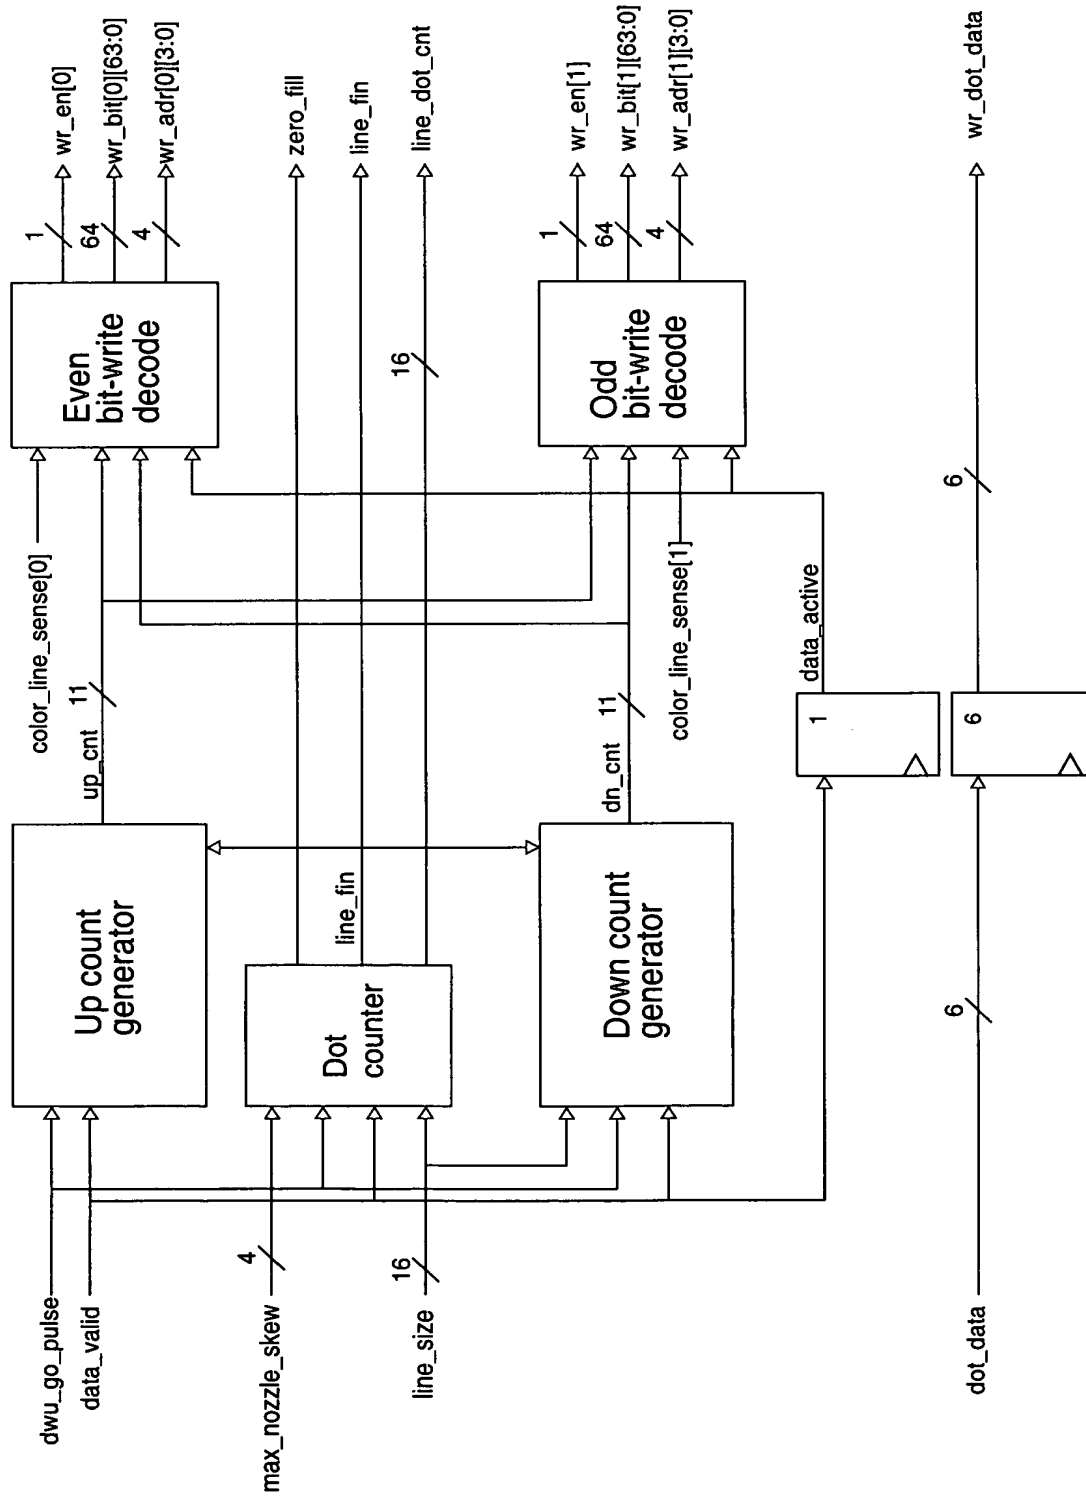 dwu_go_pulse
data_valid
max_nozzle_skew
4
line_size
16
dot_data
6
Up count
generator
Dot
counter
Down count
generator
line_fin
up_cnt
11
dn_cnt
11
color_line_sense[0]
color_line_sense[1]
1
data_active
6
Even
bit-write
decode
Odd
bit-write
decode
16
6
1
64
4
1
64
4
wr_en[0]
wr_bit[0][63:0]
wr_adr[0][3:0]
zero_fill
line_fin
line_dot_cnt
wr_en[1]
wr_bit[1][63:0]
wr_adr[1][3:0]
wr_dot_data